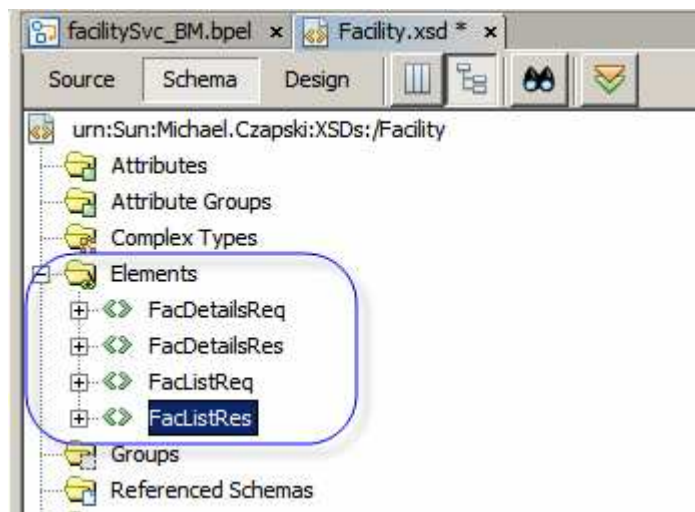 facilitySvc_BM.bpel x Facility.xsd * x
Source Schema Design
urn:Sun:Michael.Czapski:XSDs:/Facility
Attributes
Attribute Groups
Complex Types
Elements
FacDetailsReq
FacDetailsRes
FacListReq
FacListRes
Groups
Referenced Schemas